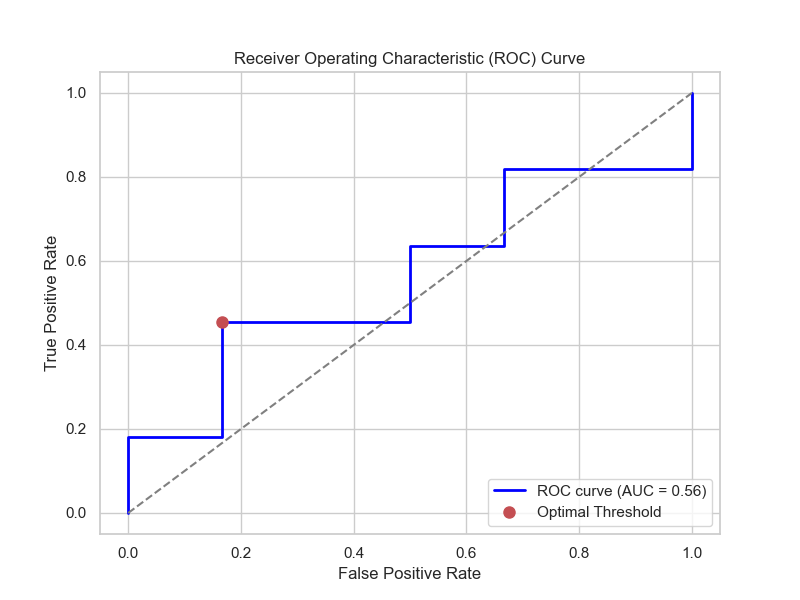 Receiver Operating Characteristic (ROC) Curve
True Positive Rate
1.0
0.8
0.6
0.4
0.2
0.0
0.0 0.2 0.4 0.6 0.8 1.0
False Positive Rate
ROC curve (AUC = 0.56)
Optimal Threshold